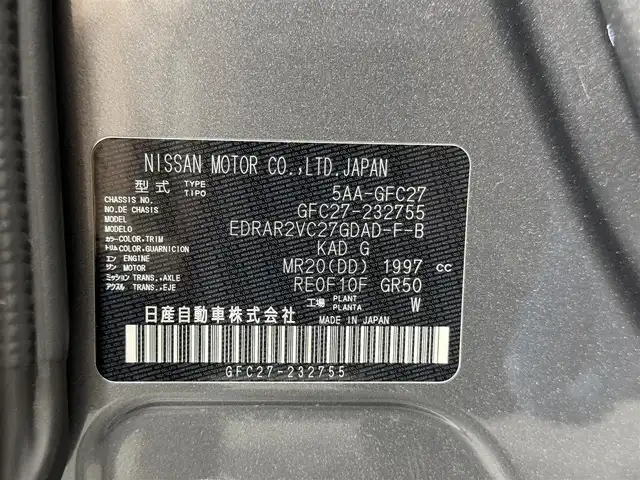 NISSAN MOTOR CO.,LTD.JAPAN
型式 TYPE TIPO 5AA-GFC27
CHASSIS NO. NO.DE CHASIS GFC27-232755
MODEL MODELO EDRAR2VC27GDAD-F-B
カラー COLOR,TRIM トリム COLOR,GUARNICION KAD G
エンジン ENGINE MOTOR MR20(DD) 1997 CC
ミッション TRANS.,AXLE アクスル TRANS.,EJE RE0F10F GR50
工場 PLANT PLANTA W
日産自動車株式会社 MADE IN JAPAN
GFC27-232755